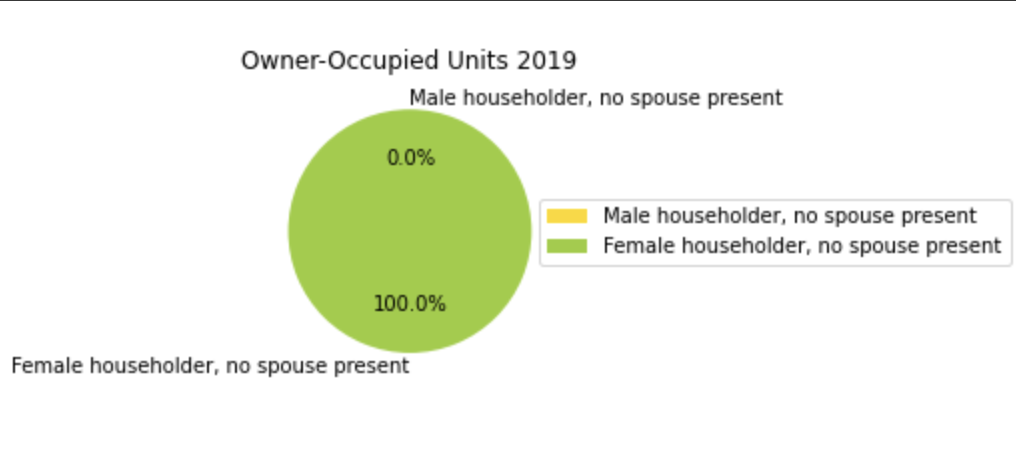 Owner-Occupied Units 2019
Male householder, no spouse present
0.0%
Male householder, no spouse present
Female householder, no spouse present
100.0%
Female householder, no spouse present